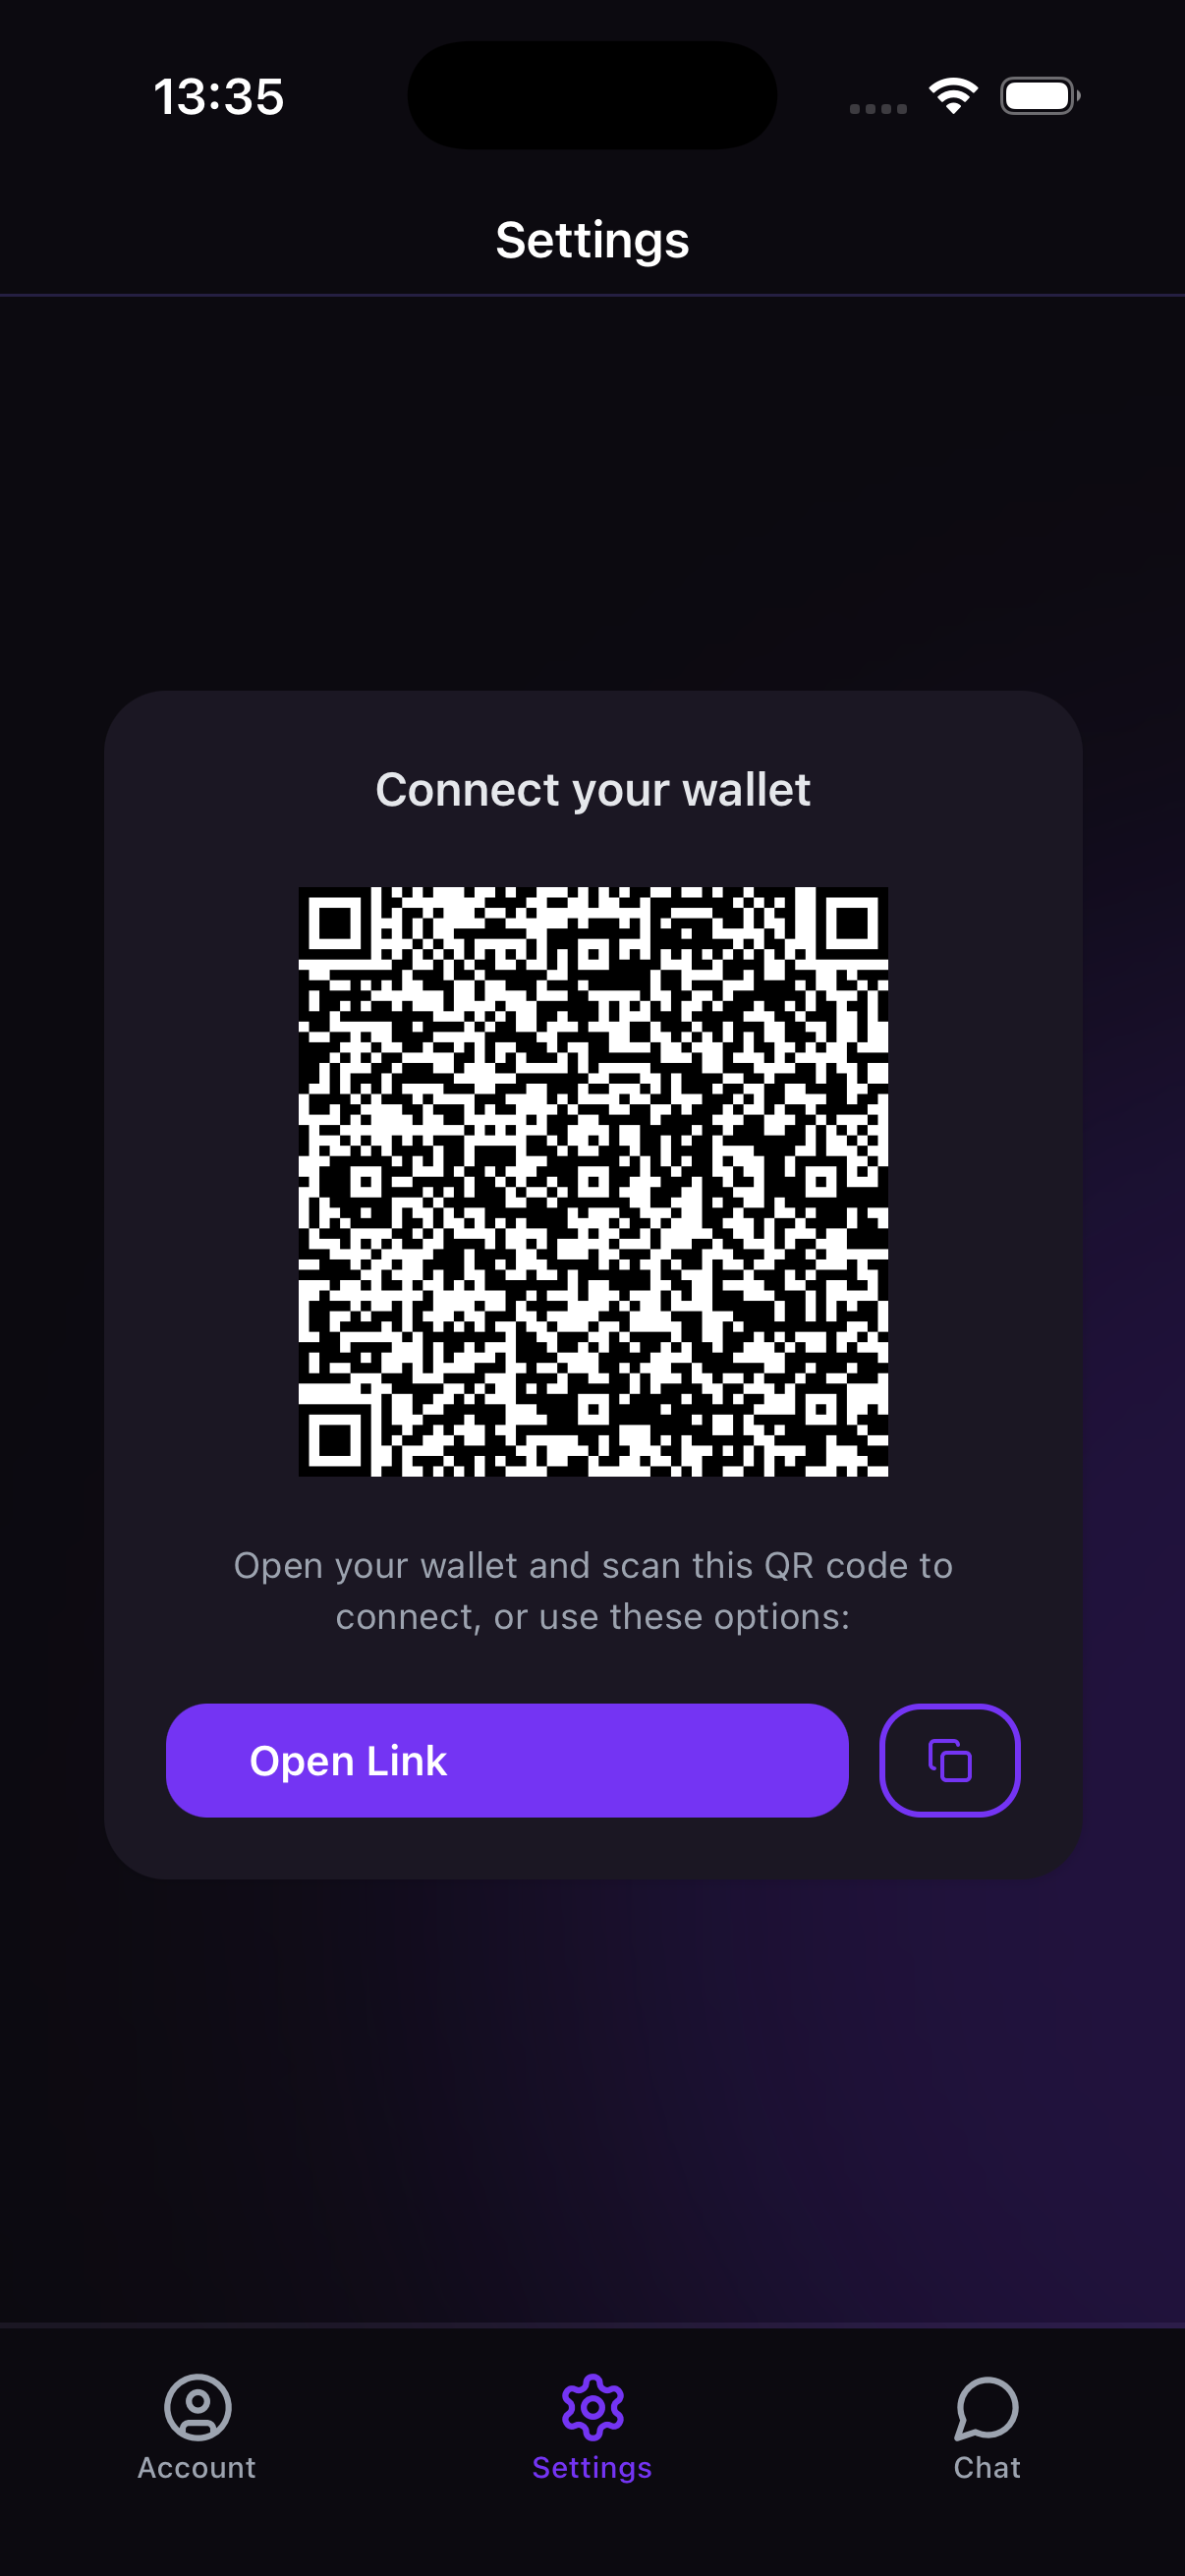 13:35
Settings
Connect your wallet
Open your wallet and scan this QR code to
connect, or use these options:
Open Link
Account
Settings
Chat